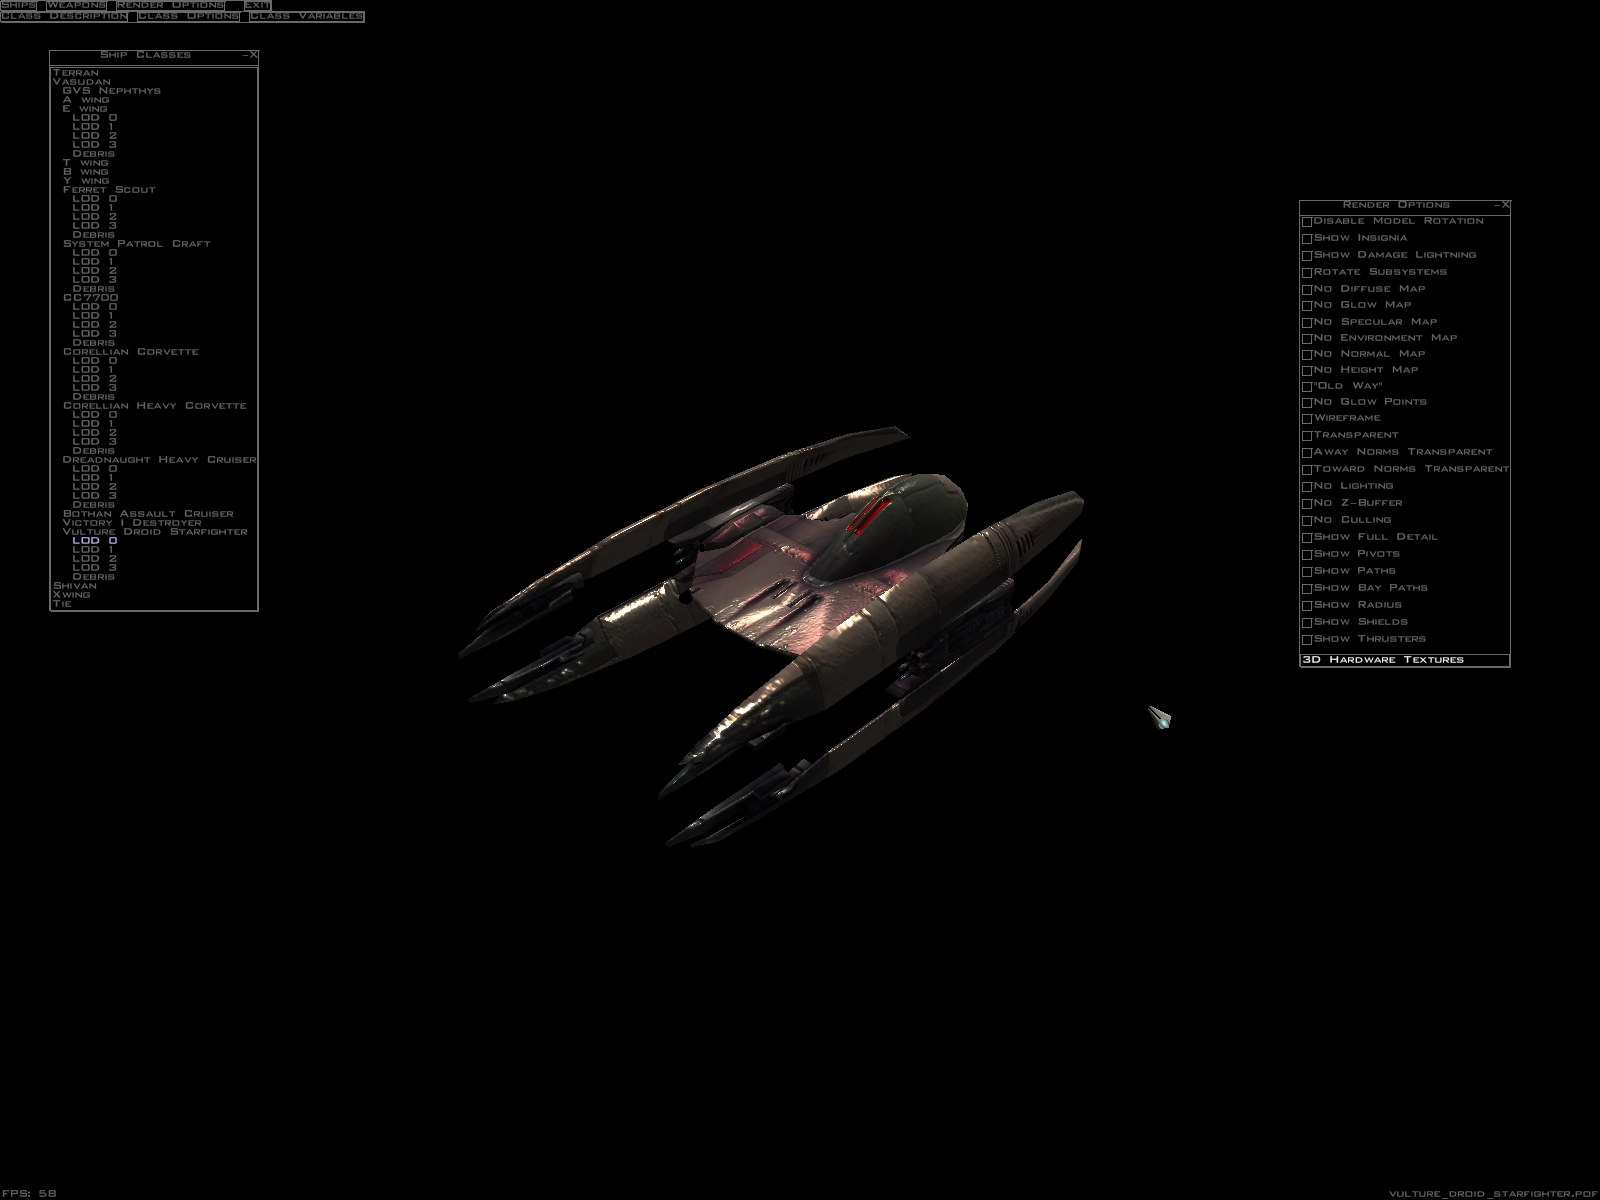 Ships Weapons Render Options Exit
Class Description Class Options Class Variables
Ship Classes -X
Terran
Vasudan
GVS Nephthys
A wing
E wing
LOD 0
LOD 1
LOD 2
LOD 3
Debris
T wing
B wing
Y wing
Ferret Scout
LOD 0
LOD 1
LOD 2
LOD 3
Debris
System Patrol Craft
LOD 0
LOD 1
LOD 2
LOD 3
Debris
CC7700
LOD 0
LOD 1
LOD 2
LOD 3
Debris
Corellian Corvette
LOD 0
LOD 1
LOD 2
LOD 3
Debris
Corellian Heavy Corvette
LOD 0
LOD 1
LOD 2
LOD 3
Debris
Dreadnaught Heavy Cruiser
LOD 0
LOD 1
LOD 2
LOD 3
Debris
Bothan Assault Cruiser
Victory I Destroyer
Vulture Droid Starfighter
LOD 0
LOD 1
LOD 2
LOD 3
Debris
Shivan
Xwing
Tie
Render Options -X
Disable Model Rotation
Show Insignia
Show Damage Lightning
Rotate Subsystems
No Diffuse Map
No Glow Map
No Specular Map
No Environment Map
No Normal Map
No Height Map
"Old Way"
No Glow Points
Wireframe
Transparent
Away Norms Transparent
Toward Norms Transparent
No Lighting
No Z-Buffer
No Culling
Show Full Detail
Show Pivots
Show Paths
Show Bay Paths
Show Radius
Show Shields
Show Thrusters
3D Hardware Textures
FPS: 58
vulture_droid_starfighter.pof